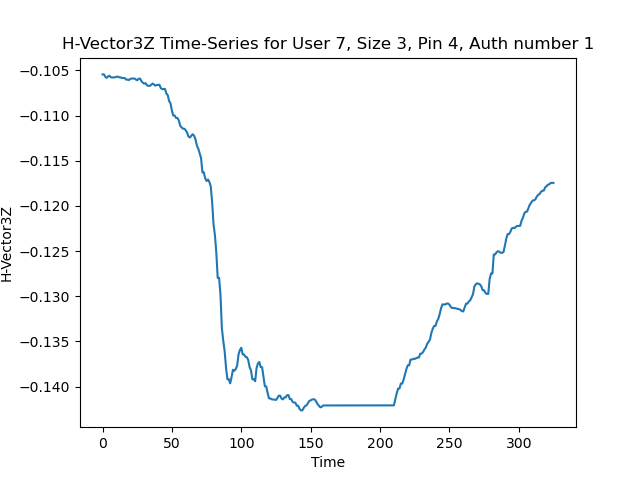 H-Vector3Z Time-Series for User 7, Size 3, Pin 4, Auth number 1
−0.105
−0.110
−0.115
−0.120
−0.125
−0.130
−0.135
−0.140
H-Vector3Z
0 50 100 150 200 250 300
Time